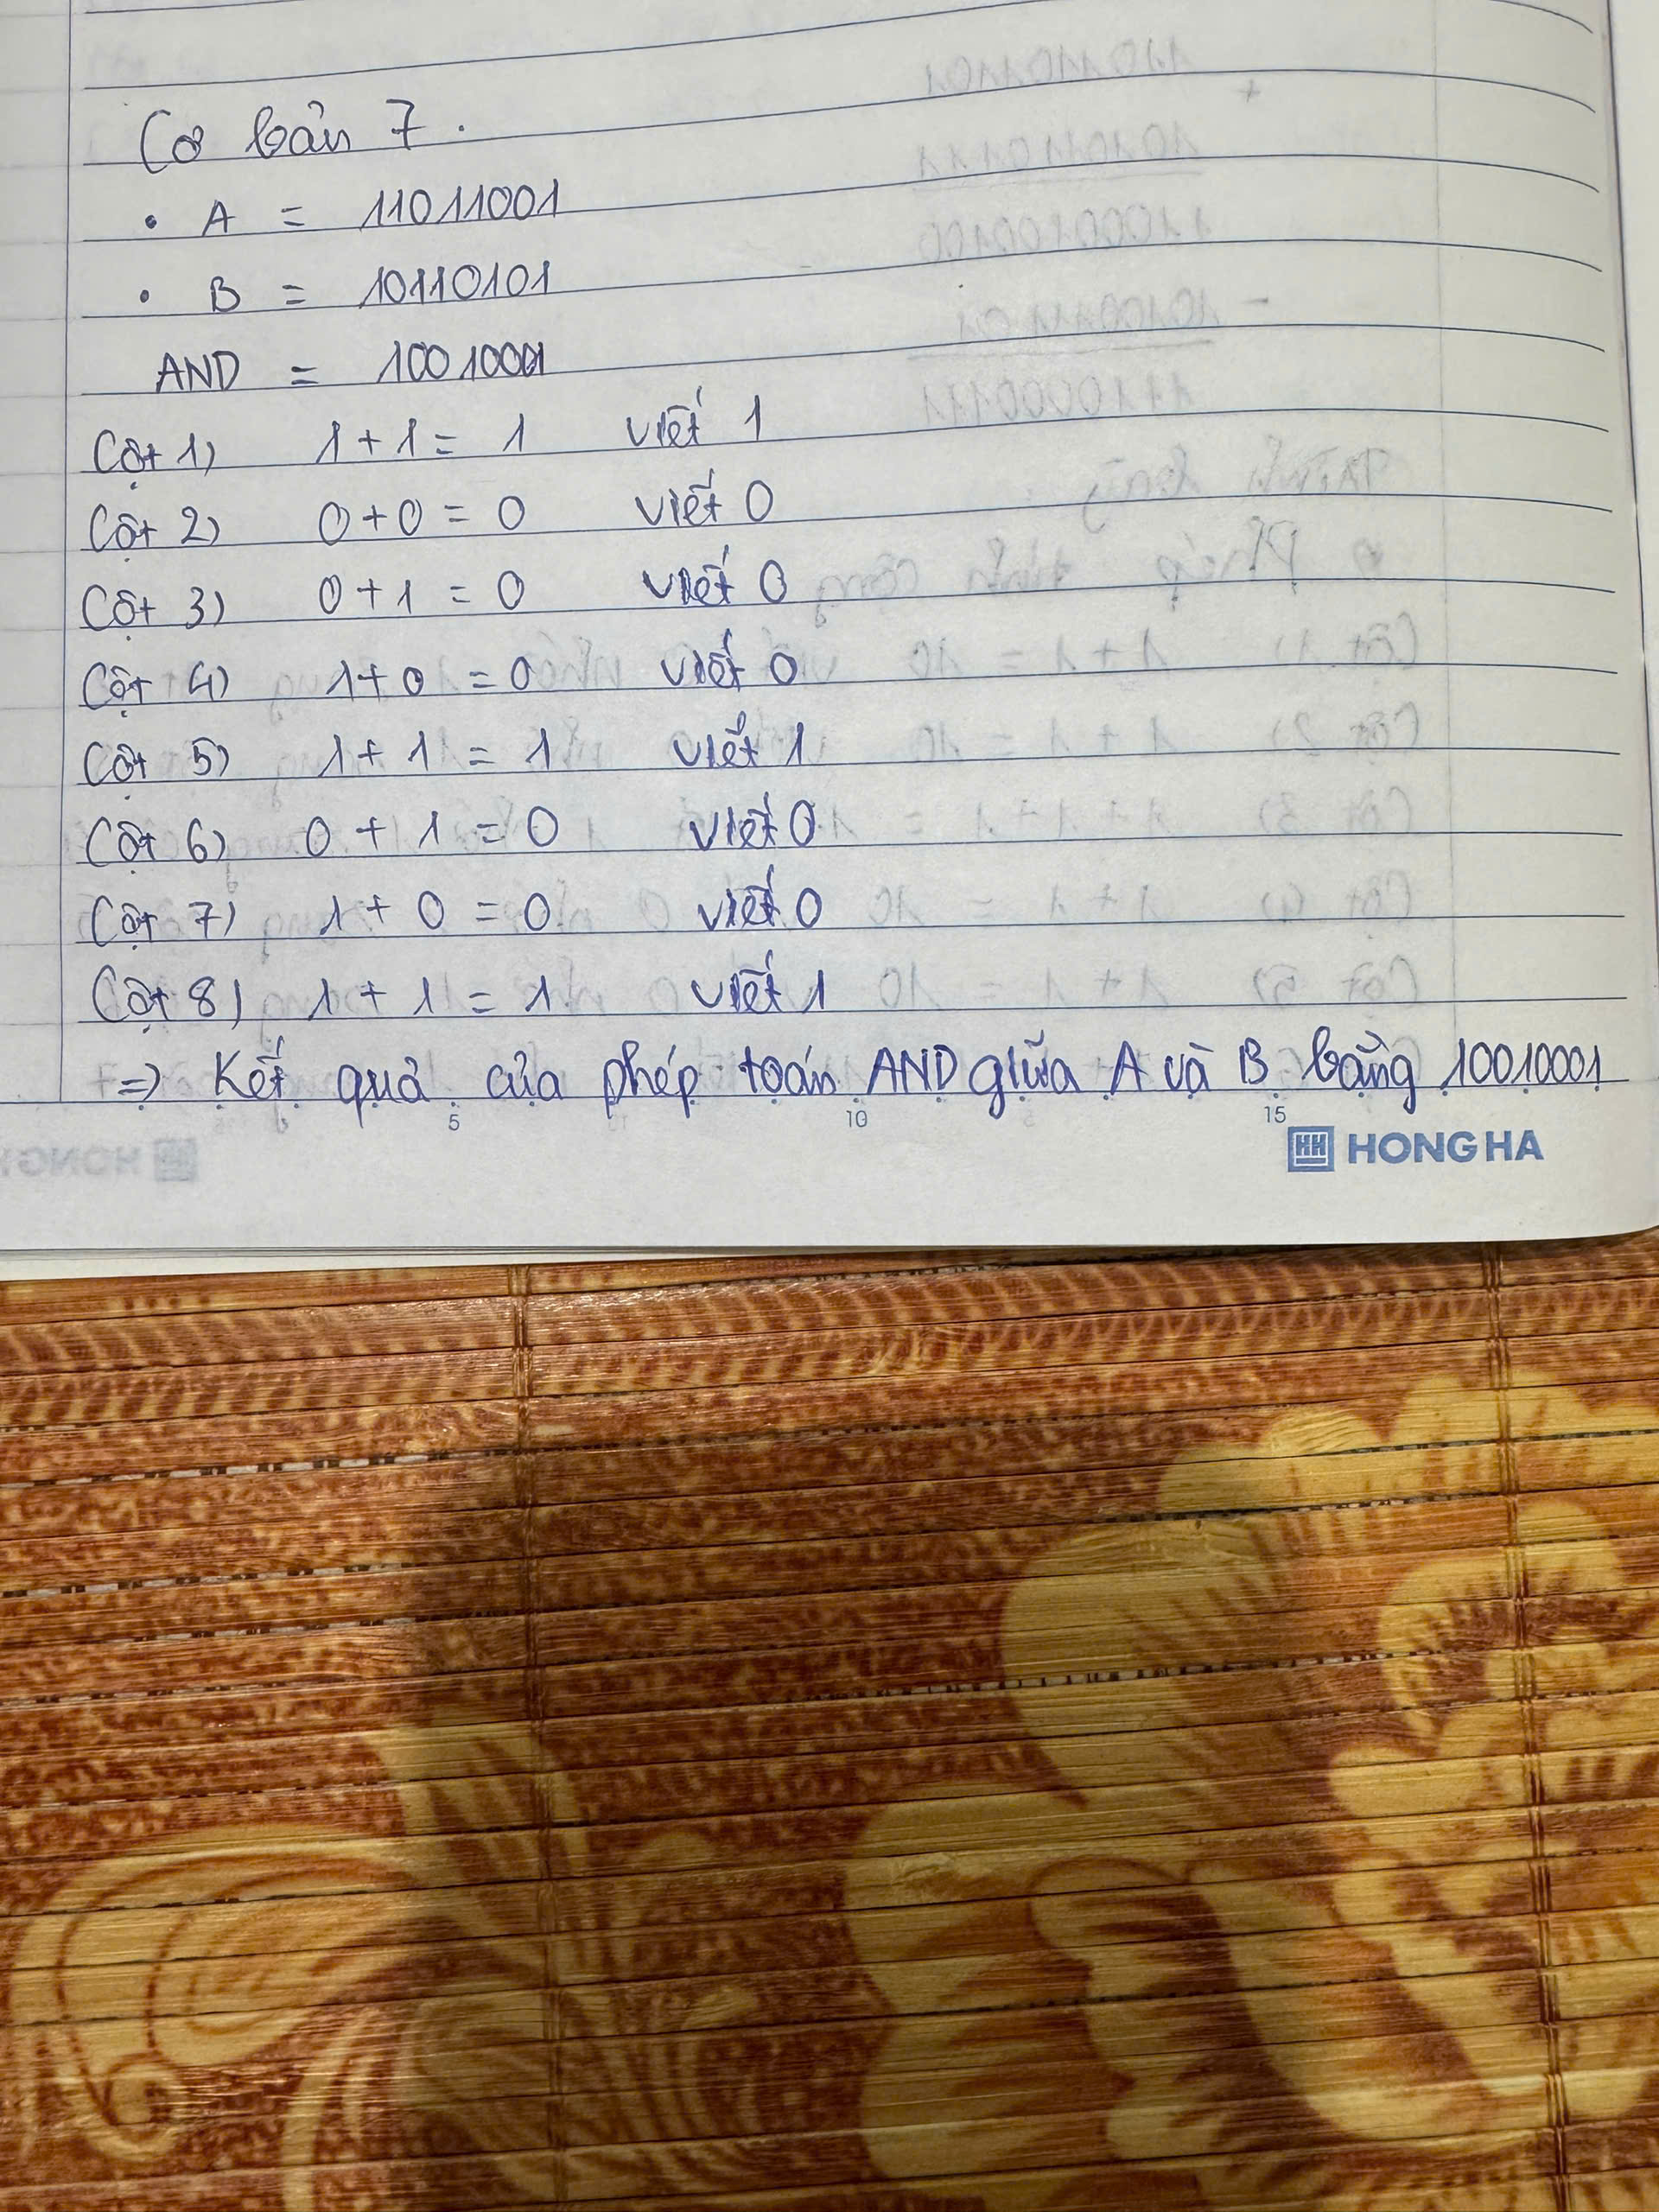 Cơ bản 7.
• A = 11011001
• B = 10110101
AND = 10010001
Cột 1) 1 + 1 = 1 viết 1
Cột 2) 0 + 0 = 0 viết 0
Cột 3) 0 + 1 = 0 viết 0
Cột 4) 1 + 0 = 0 viết 0
Cột 5) 1 + 1 = 1 viết 1
Cột 6) 0 + 1 = 0 viết 0
Cột 7) 1 + 0 = 0 viết 0
Cột 8) 1 + 1 = 1 viết 1
=> Kết quả của phép toán AND giữa A và B bằng 10010001
5 10 15
HONG HA